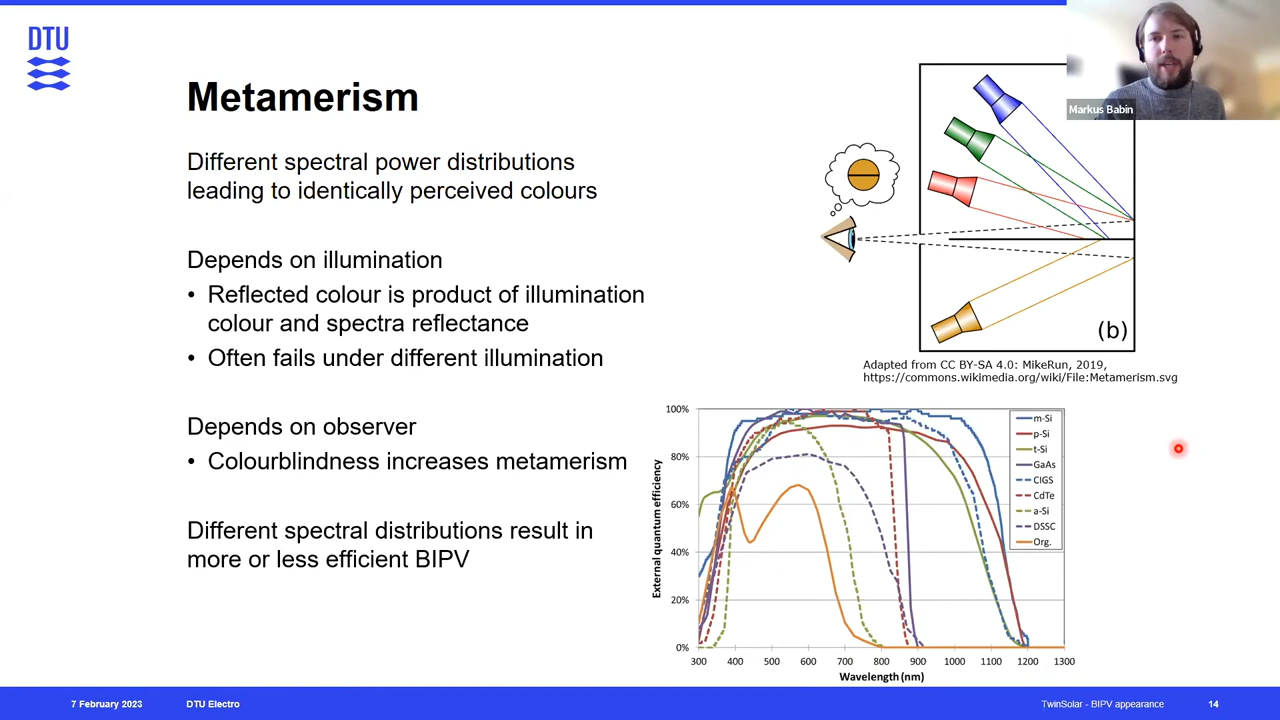 DTU
Markus Babin
Metamerism
Different spectral power distributions
leading to identically perceived colours
Depends on illumination
• Reflected colour is product of illumination
colour and spectra reflectance
• Often fails under different illumination
Depends on observer
• Colourblindness increases metamerism
Different spectral distributions result in
more or less efficient BIPV
(b)
Adapted from CC BY-SA 4.0: MikeRun, 2019,
https://commons.wikimedia.org/wiki/File:Metamerism.svg
External quantum efficiency
100%
80%
60%
40%
20%
0%
m-Si
p-Si
t-Si
GaAs
CIGS
CdTe
a-Si
DSSC
Org.
300 400 500 600 700 800 900 1000 1100 1200 1300
Wavelength (nm)
7 February 2023 DTU Electro TwinSolar - BIPV appearance 14